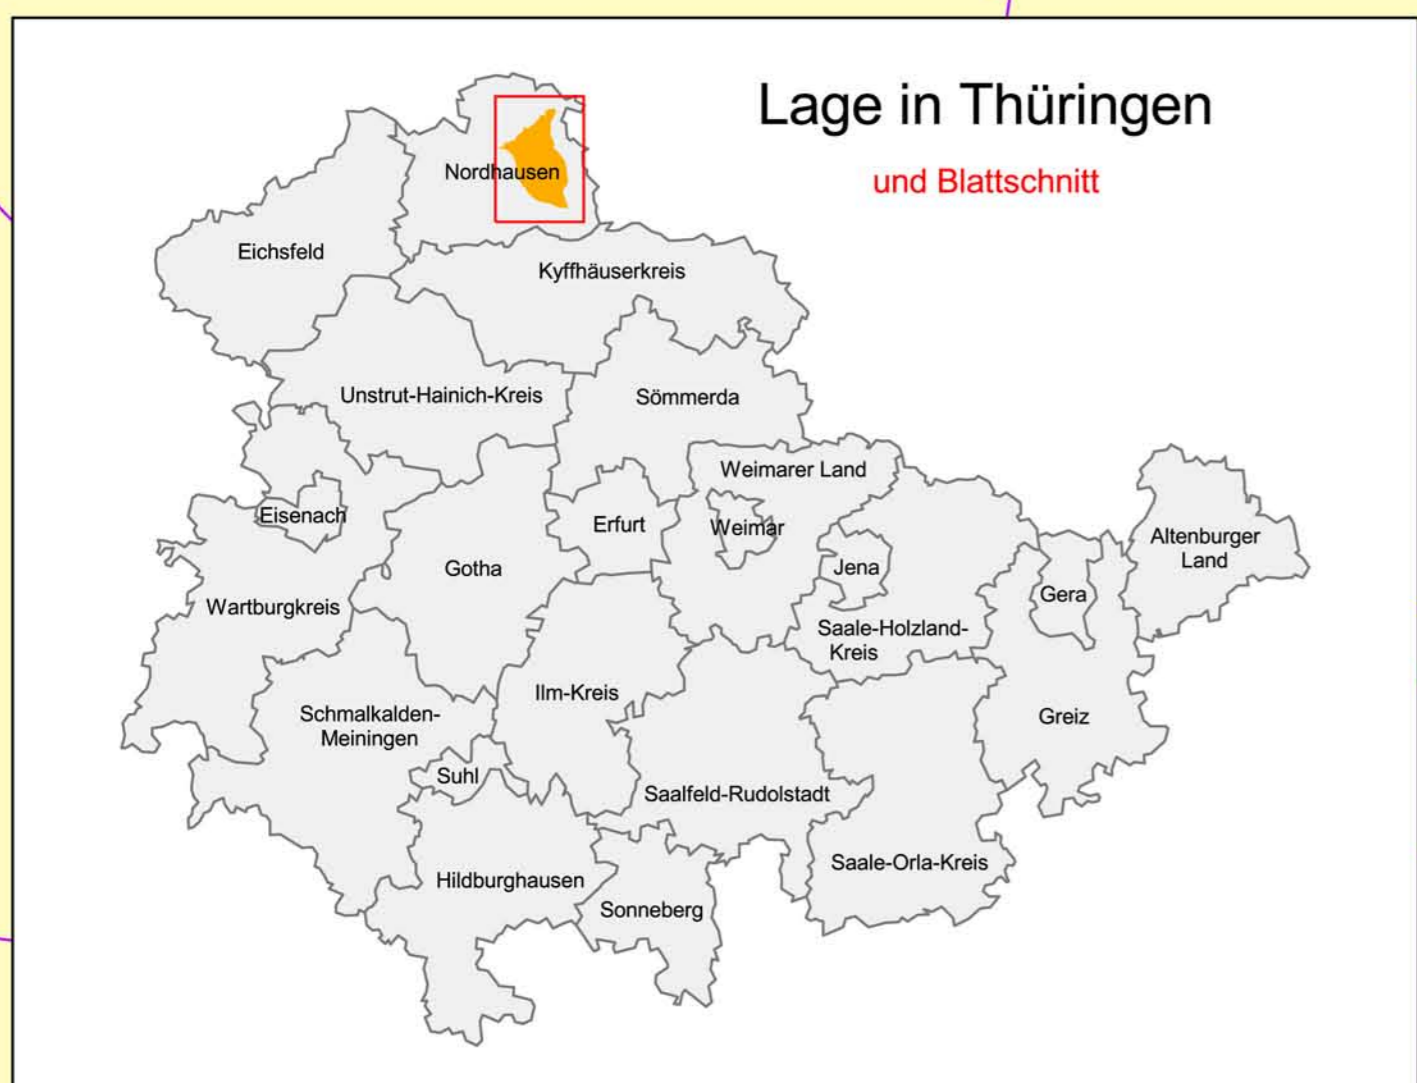 Lage in Thüringen
und Blattschnitt
Nordhausen
Eichsfeld
Kyffhäuserkreis
Unstrut-Hainich-Kreis
Sömmerda
Weimarer Land
Eisenach
Erfurt
Weimar
Altenburger
Land
Gotha
Jena
Gera
Wartburgkreis
Saale-Holzland-
Kreis
Ilm-Kreis
Schmalkalden-
Meiningen
Greiz
Suhl
Saalfeld-Rudolstadt
Saale-Orla-Kreis
Hildburghausen
Sonneberg